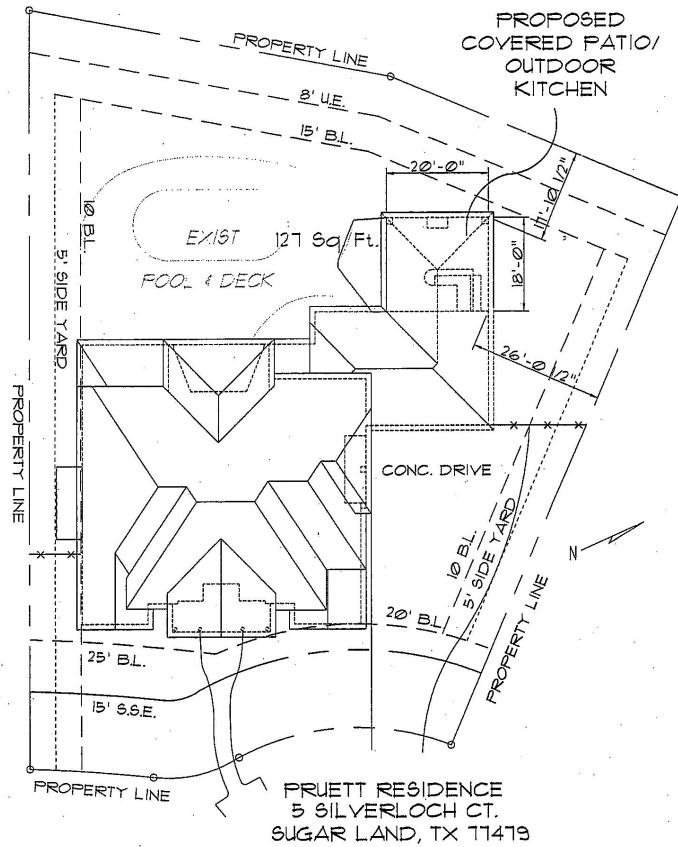 PROPOSED
COVERED PATIO/
OUTDOOR
KITCHEN
PROPERTY LINE
8' U.E.
15' B.L.
20'-0"
17'-10 1/2"
10 B.L.
5' SIDE YARD
EXIST
127 Sq Ft.
POOL & DECK
18'-0"
26'-0 1/2"
PROPERTY LINE
CONC. DRIVE
N
10 B.L.
5' SIDE YARD
PROPERTY LINE
20' B.L.
25' B.L.
15' S.S.E.
PROPERTY LINE
PRUETT RESIDENCE
5 SILVERLOCH CT.
SUGAR LAND, TX 77479